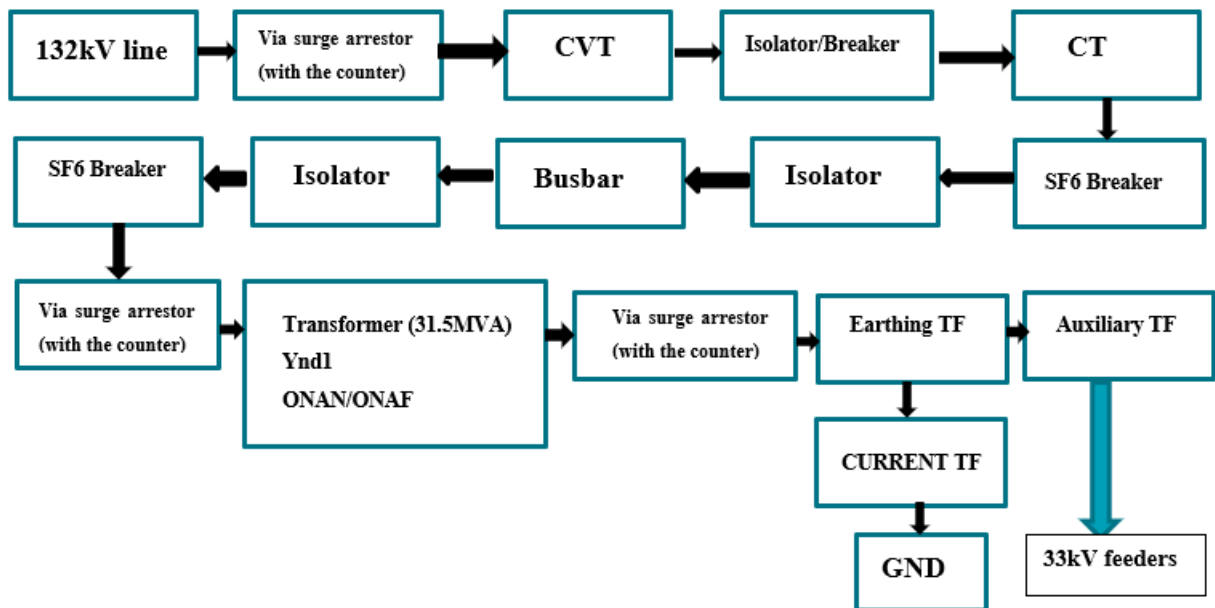 132kV line
Via surge arrestor
(with the counter)
CVT
Isolator/Breaker
CT
SF6 Breaker
Isolator
Busbar
Isolator
SF6 Breaker
Via surge arrestor
(with the counter)
Transformer (31.5MVA)
Ynd1
ONAN/ONAF
Via surge arrestor
(with the counter)
Earthing TF
Auxiliary TF
CURRENT TF
GND
33kV feeders